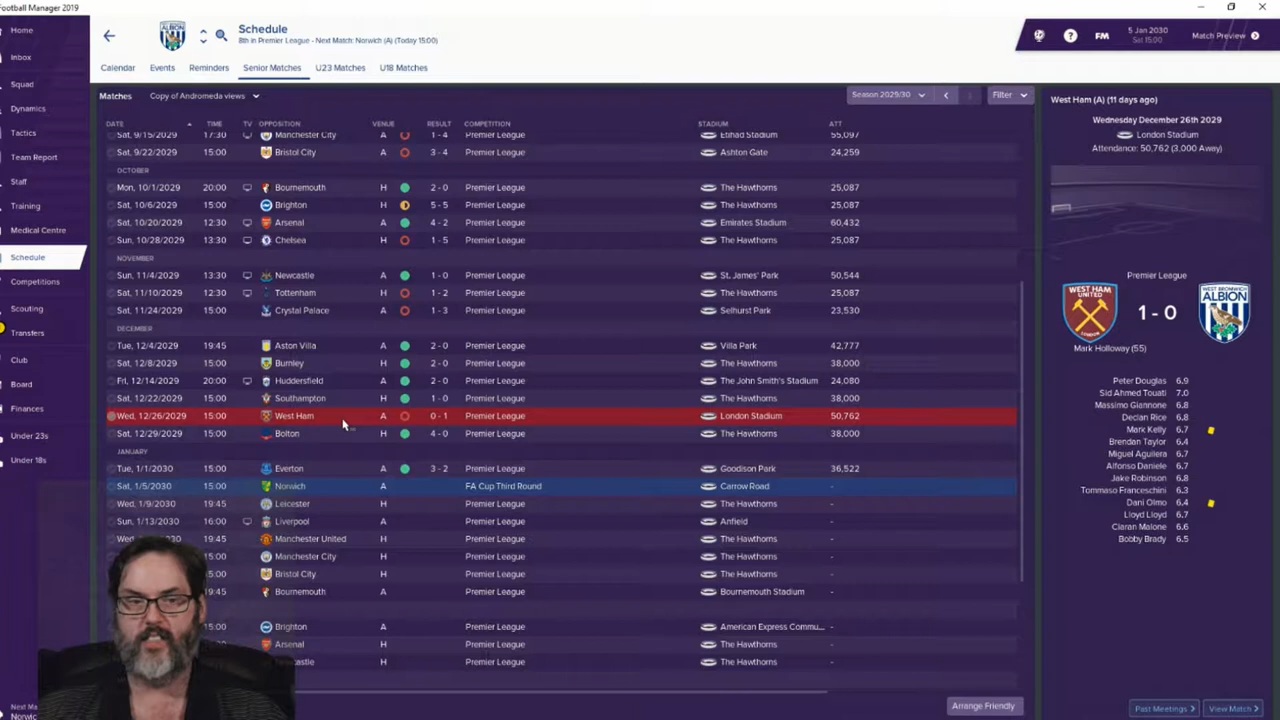 Football Manager 2019
Home
Inbox
Squad
Dynamics
Tactics
Team Report
Staff
Training
Medical Centre
Schedule
Competitions
Scouting
Transfers
Club
Board
Finances
Under 23s
Under 18s
Next Ma
Norwic
Schedule
8th in Premier League - Next Match: Norwich (A) (Today 15:00)
FM
5 Jan 2030
Sat 15:00
Match Preview
Calendar Events Reminders Senior Matches U23 Matches U18 Matches
Matches Copy of Andromeda views Season 2029/30 Filter
DATE TIME TV OPPOSITION VENUE RESULT COMPETITION STADIUM ATT
Sat, 9/15/2029 17:30 Manchester City A 1 - 4 Premier League Etihad Stadium 55,097
Sat, 9/22/2029 15:00 Bristol City A 3 - 4 Premier League Ashton Gate 24,259
OCTOBER
Mon, 10/1/2029 20:00 Bournemouth H 2 - 0 Premier League The Hawthorns 25,087
Sat, 10/6/2029 15:00 Brighton H 5 - 5 Premier League The Hawthorns 25,087
Sat, 10/20/2029 12:30 Arsenal A 4 - 2 Premier League Emirates Stadium 60,432
Sun, 10/28/2029 13:30 Chelsea H 1 - 5 Premier League The Hawthorns 25,087
NOVEMBER
Sun, 11/4/2029 13:30 Newcastle A 1 - 0 Premier League St. James' Park 50,544
Sat, 11/10/2029 12:30 Tottenham H 1 - 2 Premier League The Hawthorns 25,087
Sat, 11/24/2029 15:00 Crystal Palace A 1 - 3 Premier League Selhurst Park 23,530
DECEMBER
Tue, 12/4/2029 19:45 Aston Villa A 2 - 0 Premier League Villa Park 42,777
Sat, 12/8/2029 15:00 Burnley H 2 - 0 Premier League The Hawthorns 38,000
Fri, 12/14/2029 20:00 Huddersfield A 2 - 0 Premier League The John Smith's Stadium 24,080
Sat, 12/22/2029 15:00 Southampton H 1 - 0 Premier League The Hawthorns 38,000
Wed, 12/26/2029 15:00 West Ham A 0 - 1 Premier League London Stadium 50,762
Sat, 12/29/2029 15:00 Bolton H 4 - 0 Premier League The Hawthorns 38,000
JANUARY
Tue, 1/1/2030 15:00 Everton A 3 - 2 Premier League Goodison Park 36,522
Sat, 1/5/2030 15:00 Norwich A FA Cup Third Round Carrow Road -
Wed, 1/9/2030 19:45 Leicester H Premier League The Hawthorns -
Sun, 1/13/2030 16:00 Liverpool A Premier League Anfield -
Wed, 2030 19:45 Manchester United H Premier League The Hawthorns -
15:00 Manchester City H Premier League The Hawthorns -
5:00 Bristol City H Premier League The Hawthorns -
9:45 Bournemouth A Premier League Bournemouth Stadium -
15:00 Brighton A Premier League American Express Commu... -
15:00 Arsenal H Premier League The Hawthorns -
castle H Premier League The Hawthorns -
Arrange Friendly
West Ham (A) (11 days ago)
Wednesday December 26th 2029
London Stadium
Attendance: 50,762 (3,000 Away)
Premier League
WEST HAM UNITED LONDON 1 - 0 WEST BROMWICH ALBION
Mark Holloway (55)
Peter Douglas 6.9
Sid Ahmed Touati 7.0
Massimo Giannone 6.8
Declan Rice 6.8
Mark Kelly 6.7
Brendan Taylor 6.4
Miguel Aguilera 6.7
Alfonso Daniele 6.7
Jake Robinson 6.8
Tommaso Franceschini 6.3
Dani Olmo 6.4
Lloyd Lloyd 6.7
Ciaran Malone 6.6
Bobby Brady 6.5
Past Meetings View Match